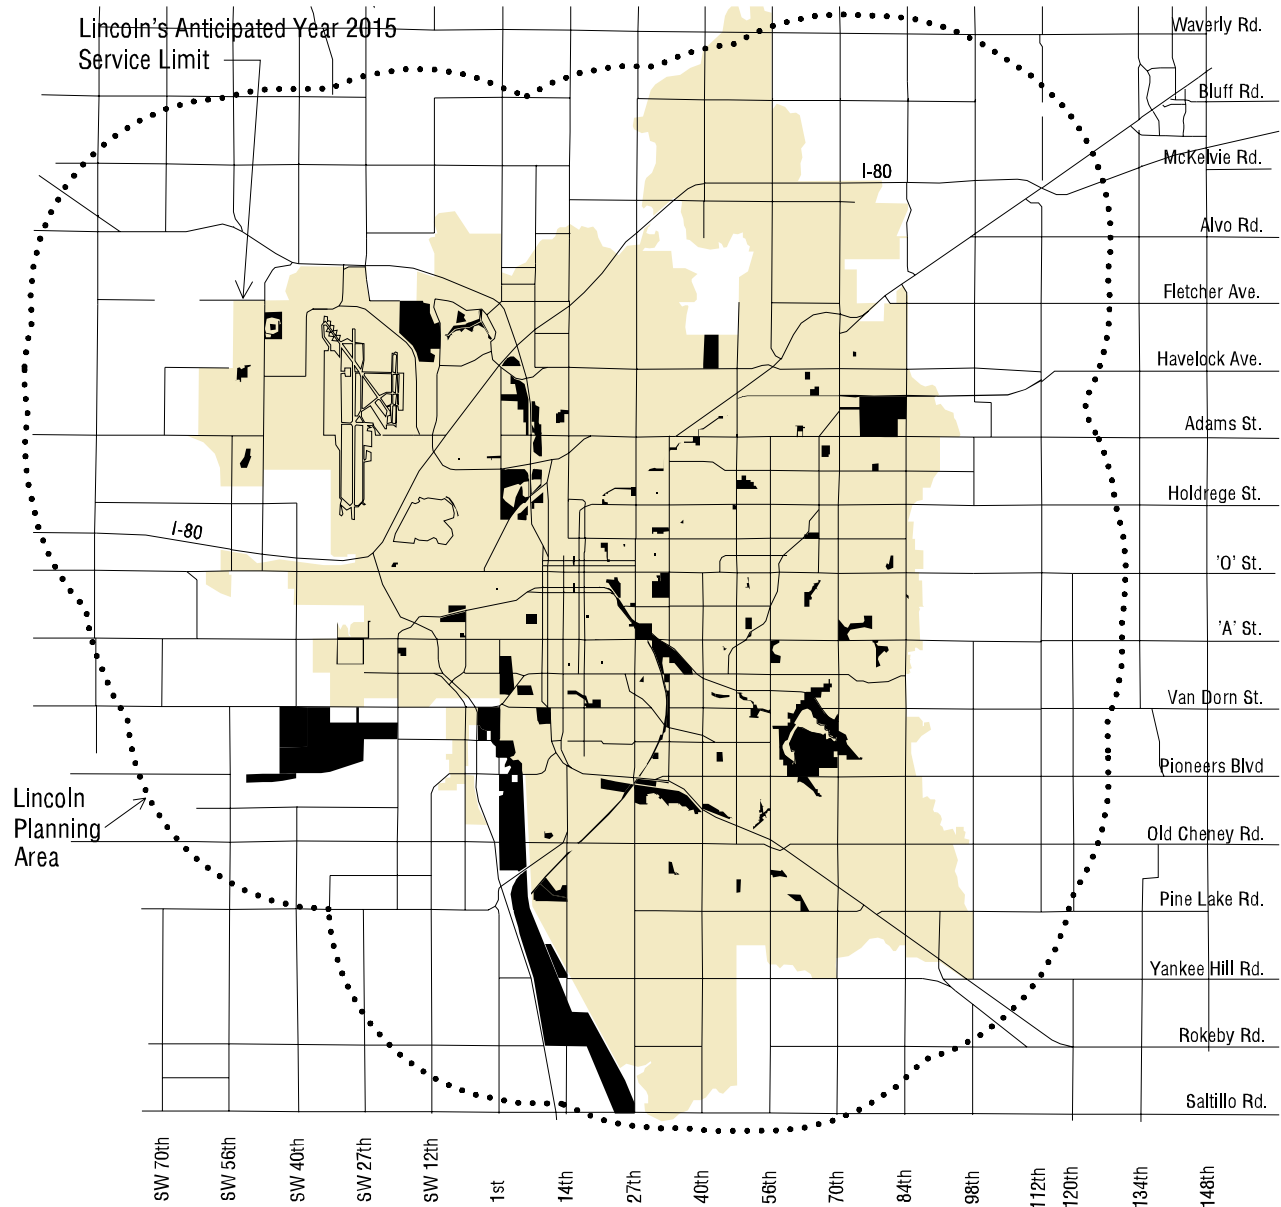 Lincoln's Anticipated Year 2015
Service Limit
Waverly Rd.
Bluff Rd.
McKelvie Rd.
I-80
Alvo Rd.
Fletcher Ave.
Havelock Ave.
Adams St.
Holdrege St.
I-80
'O' St.
'A' St.
Van Dorn St.
Pioneers Blvd
Lincoln
Planning
Area
Old Cheney Rd.
Pine Lake Rd.
Yankee Hill Rd.
Rokeby Rd.
Saltillo Rd.
SW 70th
SW 56th
SW 40th
SW 27th
SW 12th
1st
14th
27th
40th
56th
70th
84th
98th
112th
120th
134th
148th